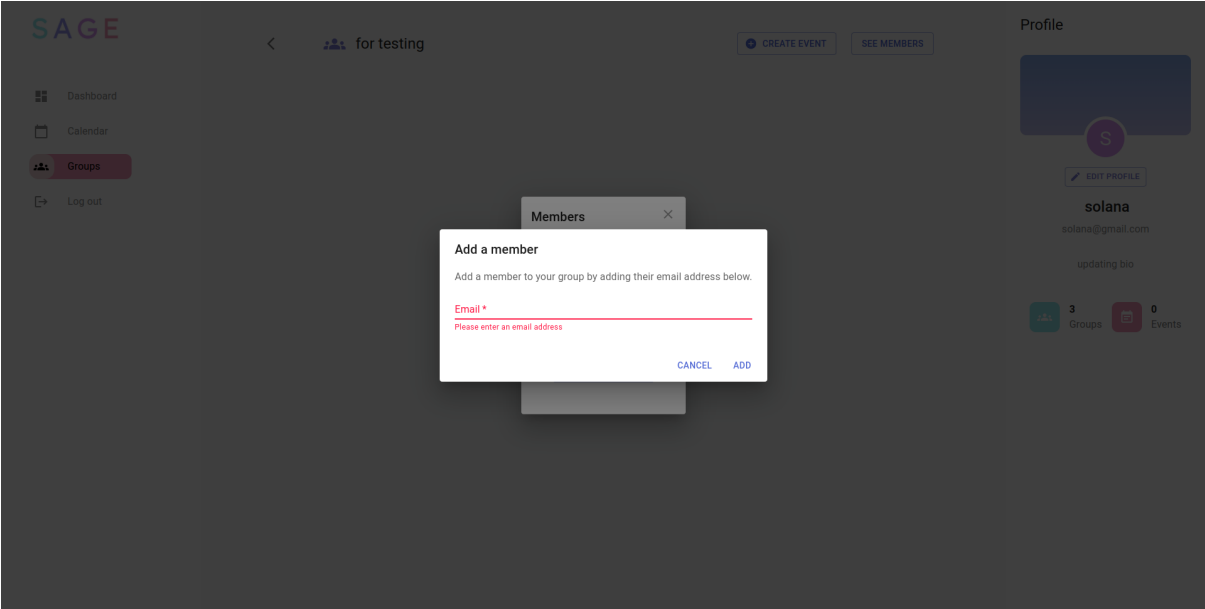 SAGE
Dashboard
Calendar
Groups
Log out
for testing
CREATE EVENT
SEE MEMBERS
Members
Add a member
Add a member to your group by adding their email address below.
Email *
Please enter an email address
CANCEL
ADD
Profile
S
EDIT PROFILE
solana
solana@gmail.com
updating bio
3
Groups
0
Events